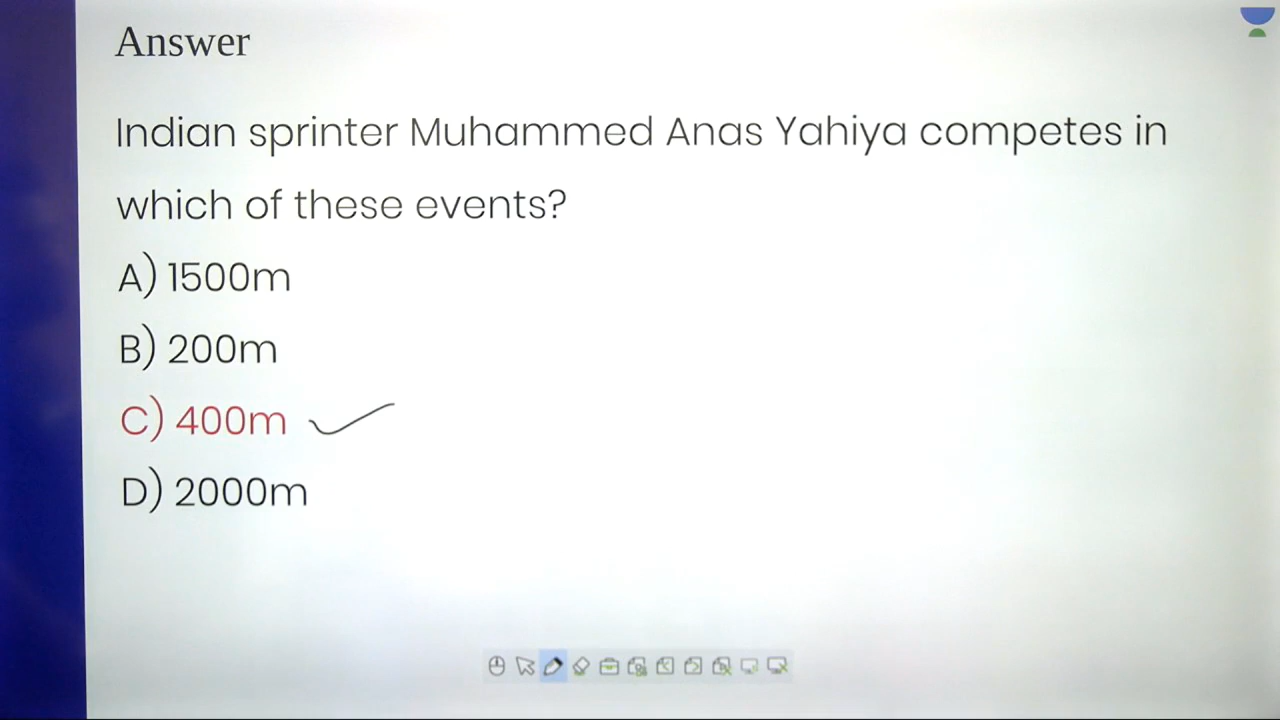 Answer
Indian sprinter Muhammed Anas Yahiya competes in
which of these events?
A) 1500m
B) 200m
C) 400m
D) 2000m